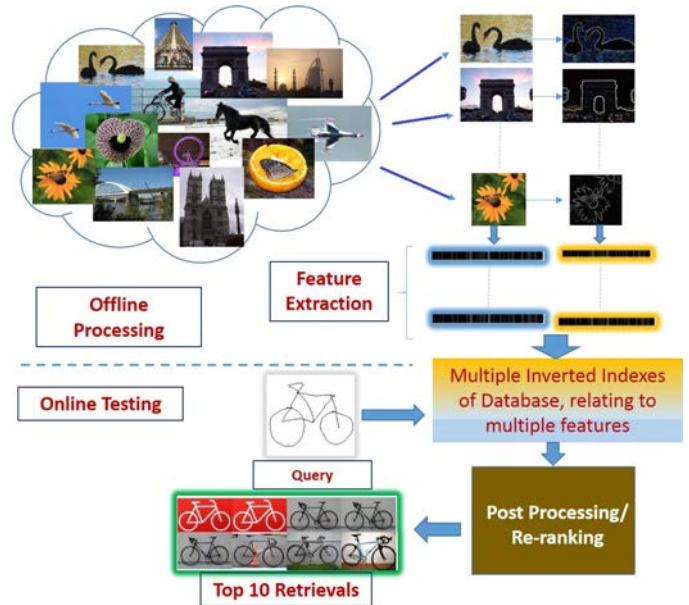 Feature
Extraction
Offline
Processing
Online Testing
Multiple Inverted Indexes
of Database, relating to
multiple features
Query
Post Processing/
Re-ranking
Top 10 Retrievals